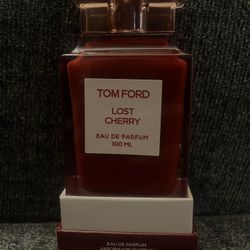 TOM FORD
LOST
CHERRY
EAU DE PARFUM
100 ML
EAU DE PARFUM